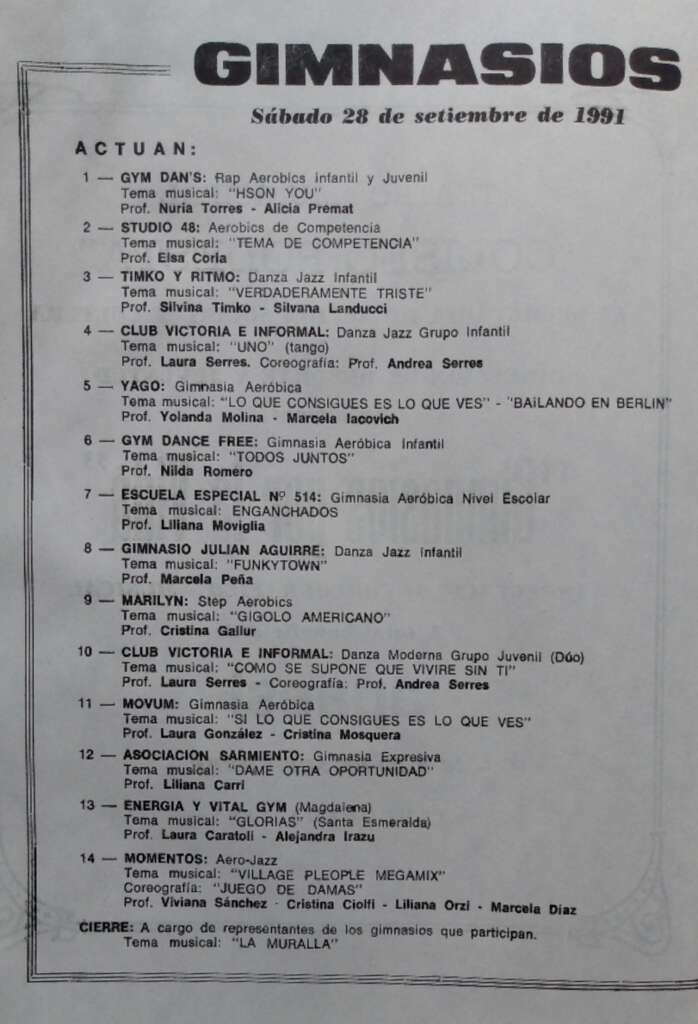 GIMNASIOS
Sábado 28 de setiembre de 1991
ACTUAN:
1 — GYM DAN'S: Rap Aerobics Infantil y Juvenil
Tema musical: "HSON YOU"
Prof. Nuria Torres - Alicia Premat
2 — STUDIO 48: Aerobics de Competencia
Tema musical: "TEMA DE COMPETENCIA"
Prof. Elsa Coria
3 — TIMKO Y RITMO: Danza Jazz Infantil
Tema musical: "VERDADERAMENTE TRISTE"
Prof. Silvina Timko - Silvana Landucci
4 — CLUB VICTORIA E INFORMAL: Danza Jazz Grupo Infantil
Tema musical: "UNO" (tango)
Prof. Laura Serres. Coreografía: Prof. Andrea Serres
5 — YAGO: Gimnasia Aeróbica
Tema musical: "LO QUE CONSIGUES ES LO QUE VES" - "BAILANDO EN BERLIN"
Prof. Yolanda Molina - Marcela Iacovich
6 — GYM DANCE FREE: Gimnasia Aeróbica Infantil
Tema musical: "TODOS JUNTOS"
Prof. Nilda Romero
7 — ESCUELA ESPECIAL Nº 514: Gimnasia Aeróbica Nivel Escolar
Tema musical: ENGANCHADOS
Prof. Liliana Moviglia
8 — GIMNASIO JULIAN AGUIRRE: Danza Jazz Infantil
Tema musical: "FUNKYTOWN"
Prof. Marcela Peña
9 — MARILYN: Step Aerobics
Tema musical: "GIGOLO AMERICANO"
Prof. Cristina Gallur
10 — CLUB VICTORIA E INFORMAL: Danza Moderna Grupo Juvenil (Dúo)
Tema musical: "COMO SE SUPONE QUE VIVIRE SIN TI"
Prof. Laura Serres - Coreografía: Prof. Andrea Serres
11 — MOVUM: Gimnasia Aeróbica
Tema musical: "SI LO QUE CONSIGUES ES LO QUE VES"
Prof. Laura González - Cristina Mosquera
12 — ASOCIACION SARMIENTO: Gimnasia Expresiva
Tema musical: "DAME OTRA OPORTUNIDAD"
Prof. Liliana Carri
13 — ENERGIA Y VITAL GYM (Magdalena)
Tema musical: "GLORIAS" (Santa Esmeralda)
Prof. Laura Caratoli - Alejandra Irazu
14 — MOMENTOS: Aero-Jazz
Tema musical: "VILLAGE PLEOPLE MEGAMIX"
Coreografía: "JUEGO DE DAMAS"
Prof. Viviana Sánchez - Cristina Ciolfi - Liliana Orzi - Marcela Díaz
CIERRE: A cargo de representantes de los gimnasios que participan.
Tema musical: "LA MURALLA"